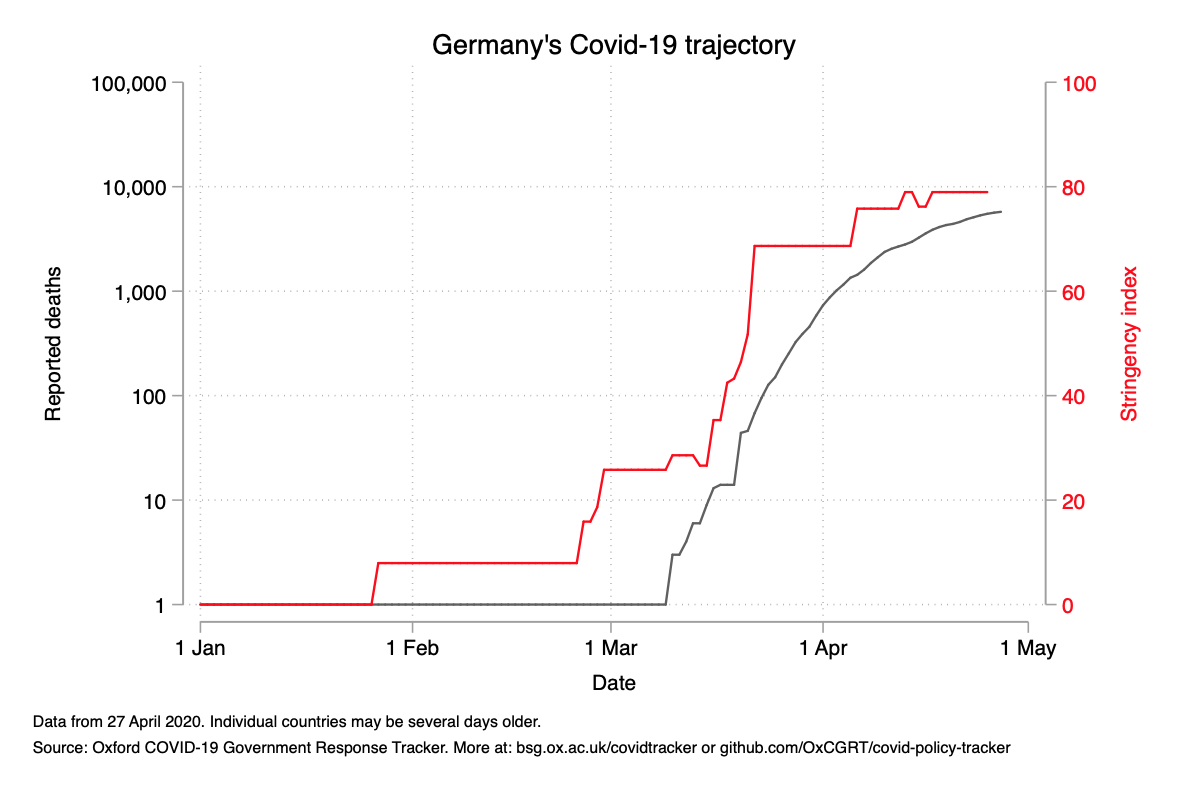 Germany's Covid-19 trajectory
100,000
10,000
1,000
100
10
1
Reported deaths
100
80
60
40
20
0
Stringency index
1 Jan
1 Feb
1 Mar
1 Apr
1 May
Date
Data from 27 April 2020. Individual countries may be several days older.
Source: Oxford COVID-19 Government Response Tracker. More at: bsg.ox.ac.uk/covidtracker or github.com/OxCGRT/covid-policy-tracker